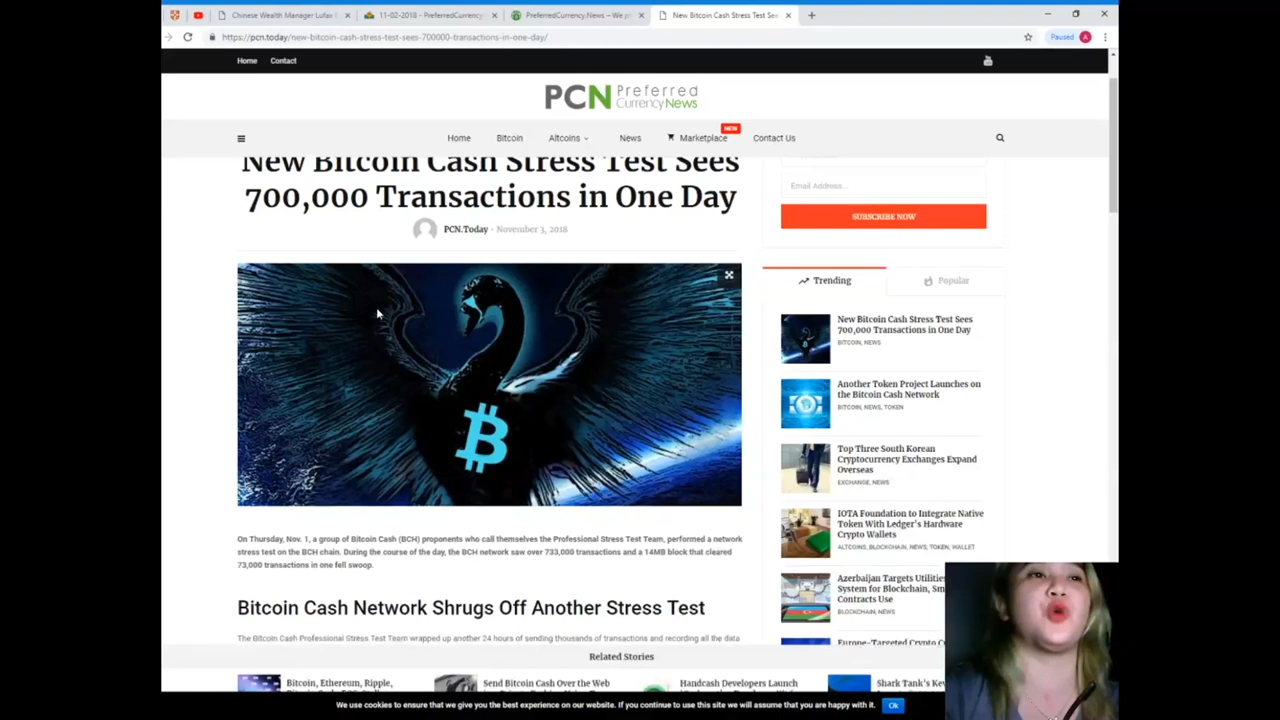 Chinese Wealth Manager Lufax
11-02-2018 - PreferredCurrency
PreferredCurrency.News – We p
New Bitcoin Cash Stress Test See
https://pcn.today/new-bitcoin-cash-stress-test-sees-700000-transactions-in-one-day/
Paused
A
Home
Contact
PCN Preferred
Currency News
NEW
Home
Bitcoin
Altcoins
News
Marketplace
Contact Us
New Bitcoin Cash Stress Test Sees
700,000 Transactions in One Day
PCN.Today - November 3, 2018
On Thursday, Nov. 1, a group of Bitcoin Cash (BCH) proponents who call themselves the Professional Stress Test Team, performed a network
stress test on the BCH chain. During the course of the day, the BCH network saw over 733,000 transactions and a 14MB block that cleared
73,000 transactions in one fell swoop.
Bitcoin Cash Network Shrugs Off Another Stress Test
The Bitcoin Cash Professional Stress Test Team wrapped up another 24 hours of sending thousands of transactions and recording all the data
Email Address...
SUBSCRIBE NOW
Trending
Popular
New Bitcoin Cash Stress Test Sees
700,000 Transactions in One Day
BITCOIN, NEWS
Another Token Project Launches on
the Bitcoin Cash Network
BITCOIN, NEWS, TOKEN
Top Three South Korean
Cryptocurrency Exchanges Expand
Overseas
EXCHANGE, NEWS
IOTA Foundation to Integrate Native
Token With Ledger's Hardware
Crypto Wallets
ALTCOINS, BLOCKCHAIN, NEWS, TOKEN, WALLET
Azerbaijan Targets Utilities
System for Blockchain, Sm
Contracts Use
BLOCKCHAIN, NEWS
Europe-Targeted Crypto C
Related Stories
Bitcoin, Ethereum, Ripple,
Send Bitcoin Cash Over the Web
Handcash Developers Launch
Shark Tank's Kev
We use cookies to ensure that we give you the best experience on our website. If you continue to use this site we will assume that you are happy with it.
Ok